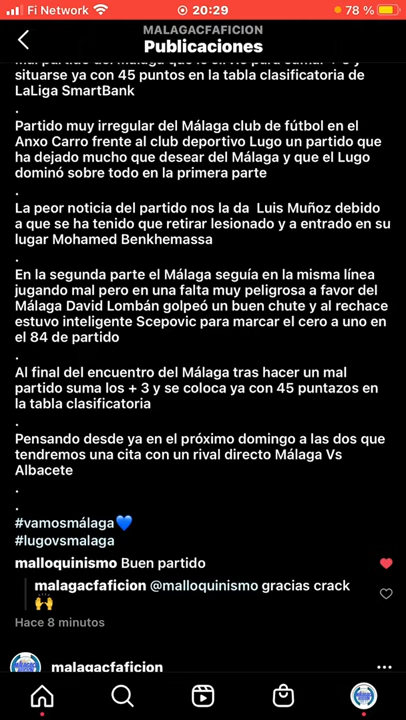 Fi Network
20:29
78 %
MALAGACFAFICION
Publicaciones
situarse ya con 45 puntos en la tabla clasificatoria de
LaLiga SmartBank
.
Partido muy irregular del Málaga club de fútbol en el
Anxo Carro frente al club deportivo Lugo un partido que
ha dejado mucho que desear del Málaga y que el Lugo
dominó sobre todo en la primera parte
.
La peor noticia del partido nos la da  Luis Muñoz debido
a que se ha tenido que retirar lesionado y a entrado en su
lugar Mohamed Benkhemassa
.
En la segunda parte el Málaga seguía en la misma línea
jugando mal pero en una falta muy peligrosa a favor del
Málaga David Lombán golpeó un buen chute y al rechace
estuvo inteligente Scepovic para marcar el cero a uno en
el 84 de partido
.
Al final del encuentro del Málaga tras hacer un mal
partido suma los + 3 y se coloca ya con 45 puntazos en
la tabla clasificatoria
.
Pensando desde ya en el próximo domingo a las dos que
tendremos una cita con un rival directo Málaga Vs
Albacete
.
.
#vamosmálaga💙
#lugovsmalaga
malloquinismo Buen partido
malagacfaficion @malloquinismo gracias crack
🙌
Hace 8 minutos
malagacfaficion